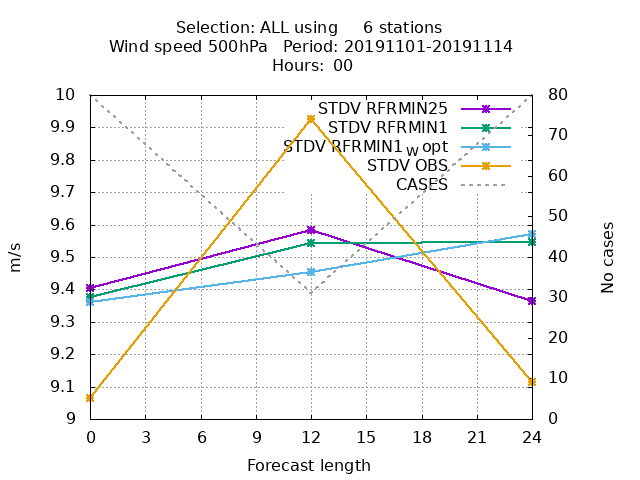 Selection: ALL using 6 stations
Wind speed 500hPa Period: 20191101-20191114
Hours: 00
10 80
STDV RFRMIN25
9.9 STDV RFRMIN1 70
STDV RFRMIN1_w opt
9.8 STDV OBS 60
9.7 CASES
9.6 50
9.5 40
9.4 30
9.3
9.2 20
9.1 10
9 0
m/s
No cases
0 3 6 9 12 15 18 21 24
Forecast length